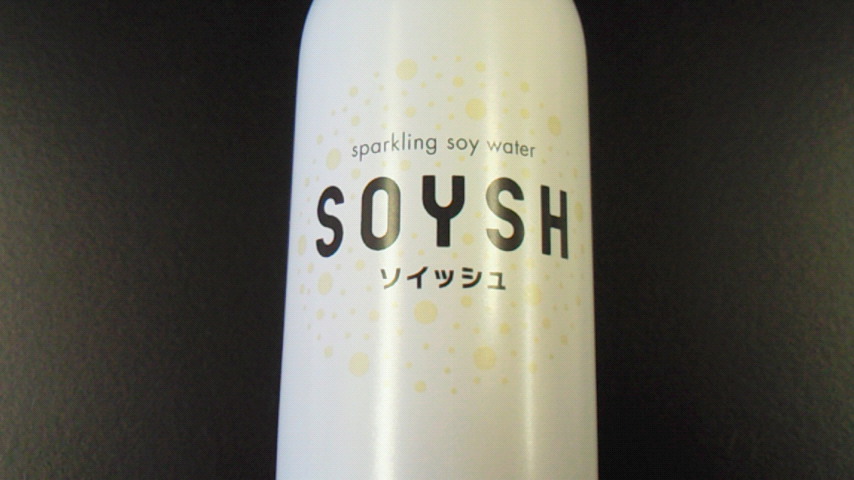 sparkling soy water
SOYSH
ソイッシュ